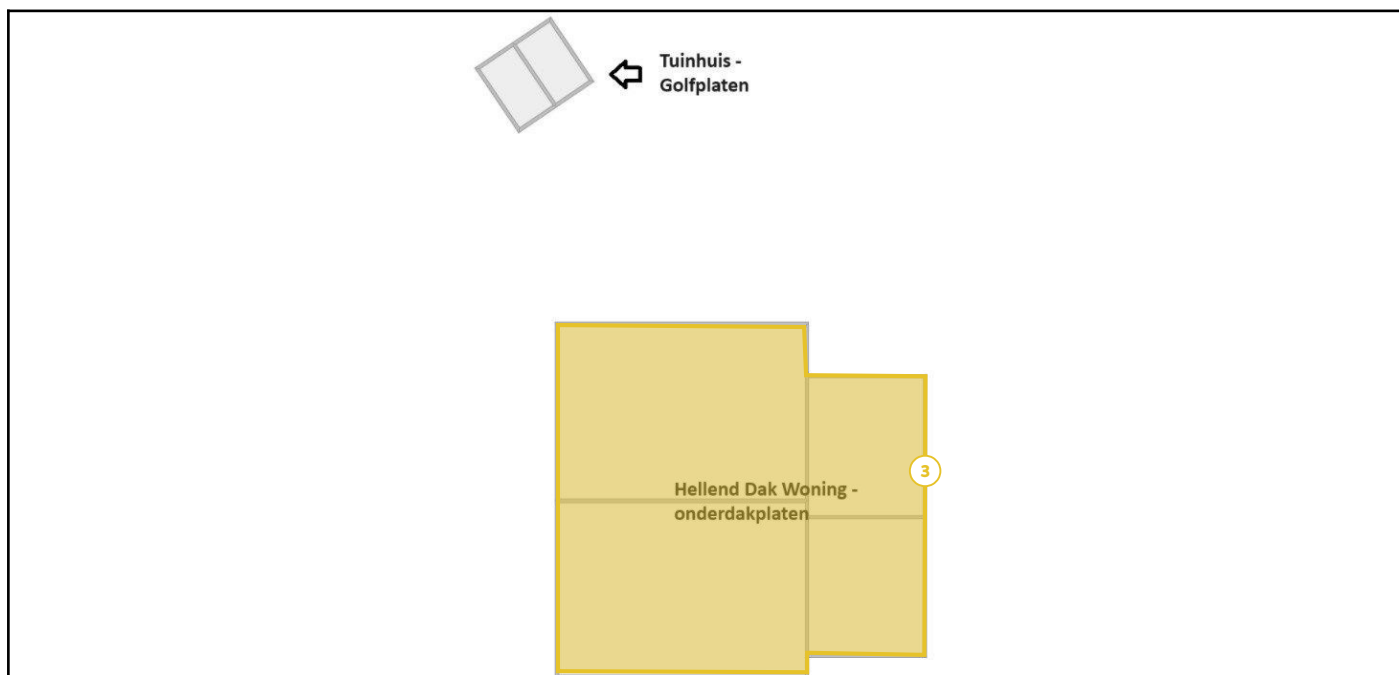 Tuinhuis -
Golfplaten
3
Hellend Dak Woning -
onderdakplaten